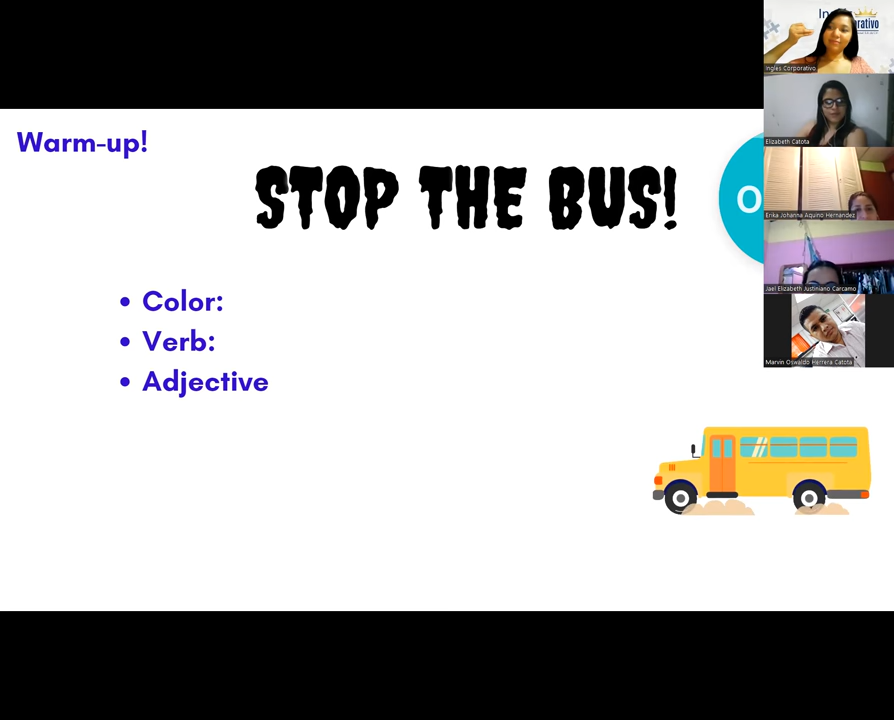 Warm-up!
STOP THE BUS!
O
• Color:
• Verb:
• Adjective
Ingles Corporativo
Elizabeth Catota
Erika Johanna Aquino Hernandez
Jael Elizabeth Justiniano Carcamo
Marvin Oswaldo Herrera Catota